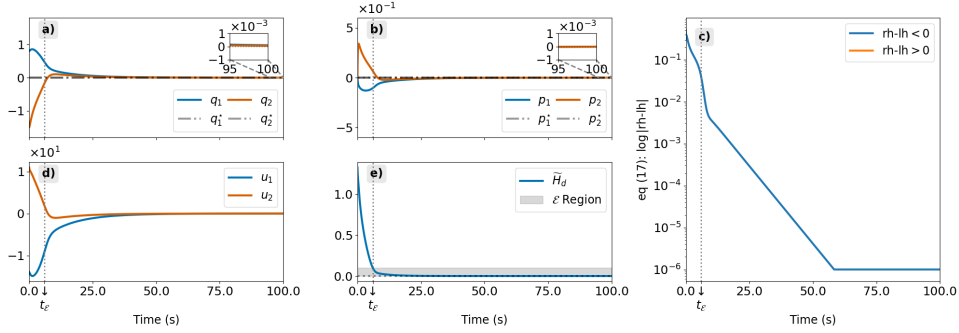 a)
1
0
−1
×10⁻³
1
0
−1
95
100
q₁
q₂
q₁*
q₂*
b)
×10⁻¹
5
0
−5
×10⁻³
1
0
−1
95
100
p₁
p₂
p₁*
p₂*
c)
eq (17): log|rh-lh|
10⁻¹
10⁻²
10⁻³
10⁻⁴
10⁻⁵
10⁻⁶
rh-lh < 0
rh-lh > 0
0.0
25.0
50.0
75.0
100.0
t_ℰ
Time (s)
d)
×10¹
1
0
−1
u₁
u₂
0.0
25.0
50.0
75.0
100.0
t_ℰ
Time (s)
e)
1.0
0.5
0.0
H̃_d
ℰ Region
0.0
25.0
50.0
75.0
100.0
t_ℰ
Time (s)